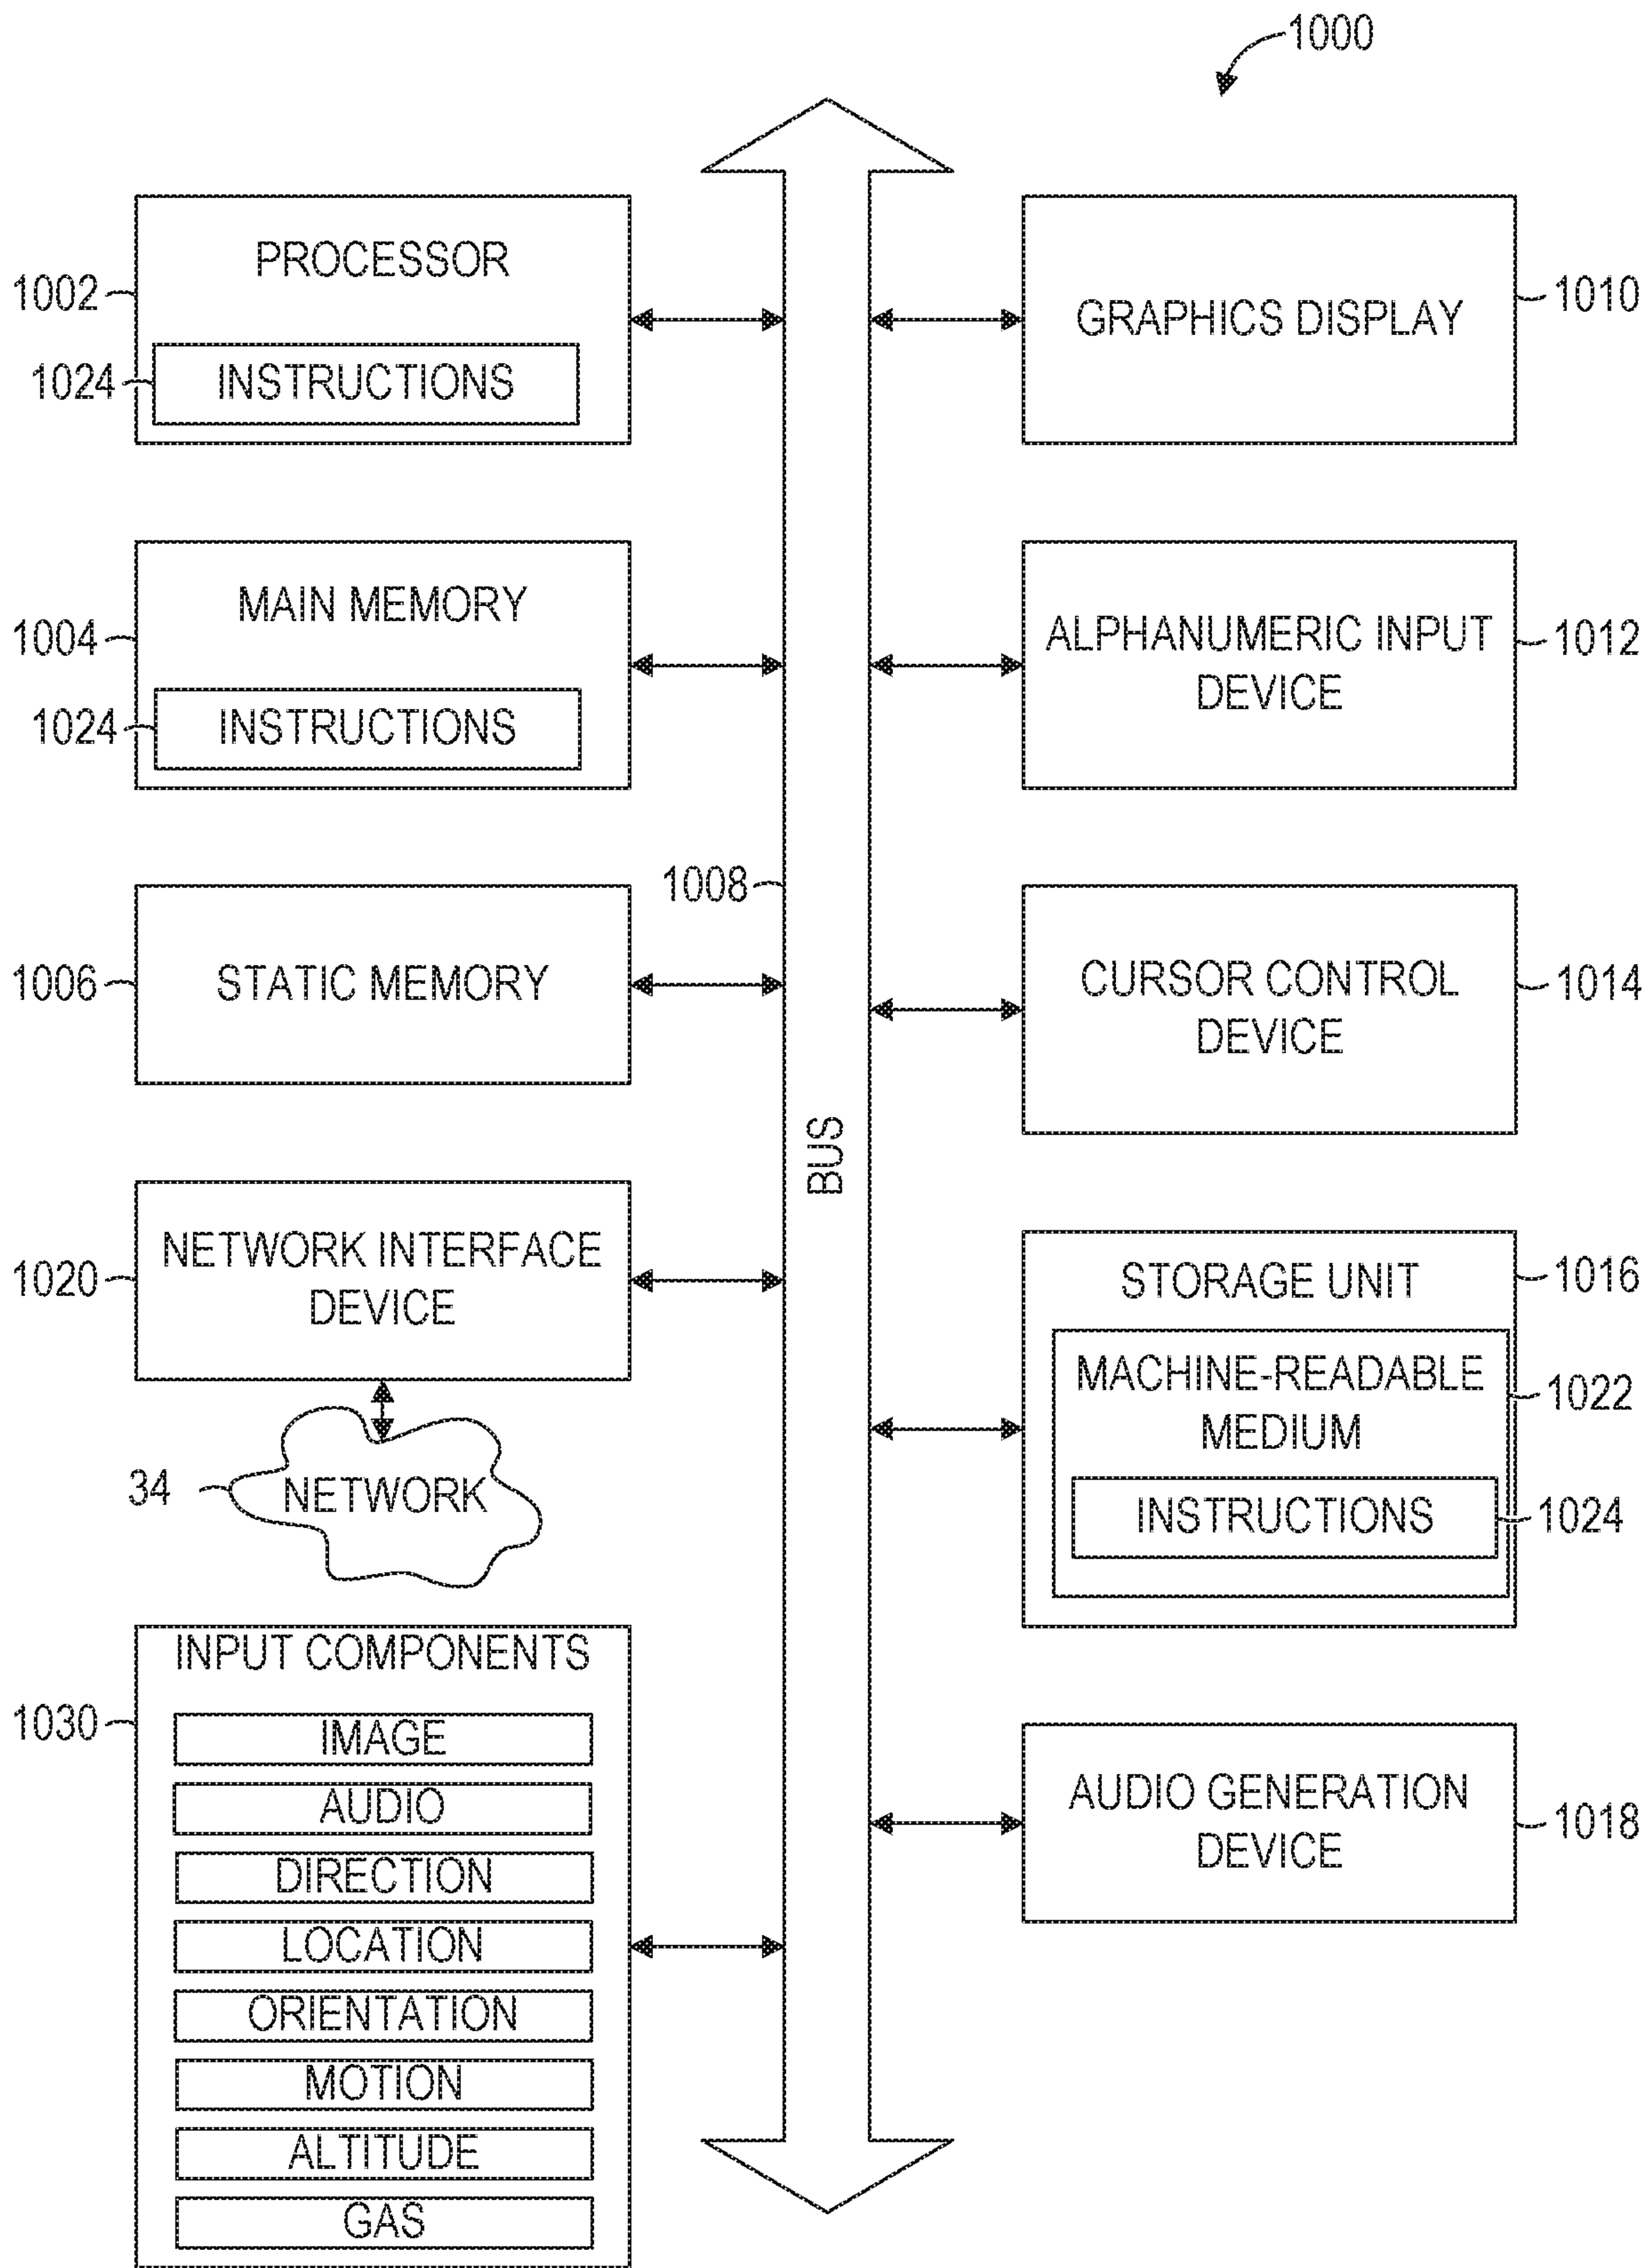 1000
PROCESSOR
1002
1024
INSTRUCTIONS
MAIN MEMORY
1004
1024
INSTRUCTIONS
1008
STATIC MEMORY
1006
BUS
NETWORK INTERFACE
DEVICE
1020
NETWORK
34
INPUT COMPONENTS
1030
IMAGE
AUDIO
DIRECTION
LOCATION
ORIENTATION
MOTION
ALTITUDE
GAS
GRAPHICS DISPLAY
1010
ALPHANUMERIC INPUT
DEVICE
1012
CURSOR CONTROL
DEVICE
1014
STORAGE UNIT
1016
MACHINE-READABLE
MEDIUM
1022
INSTRUCTIONS
1024
AUDIO GENERATION
DEVICE
1018